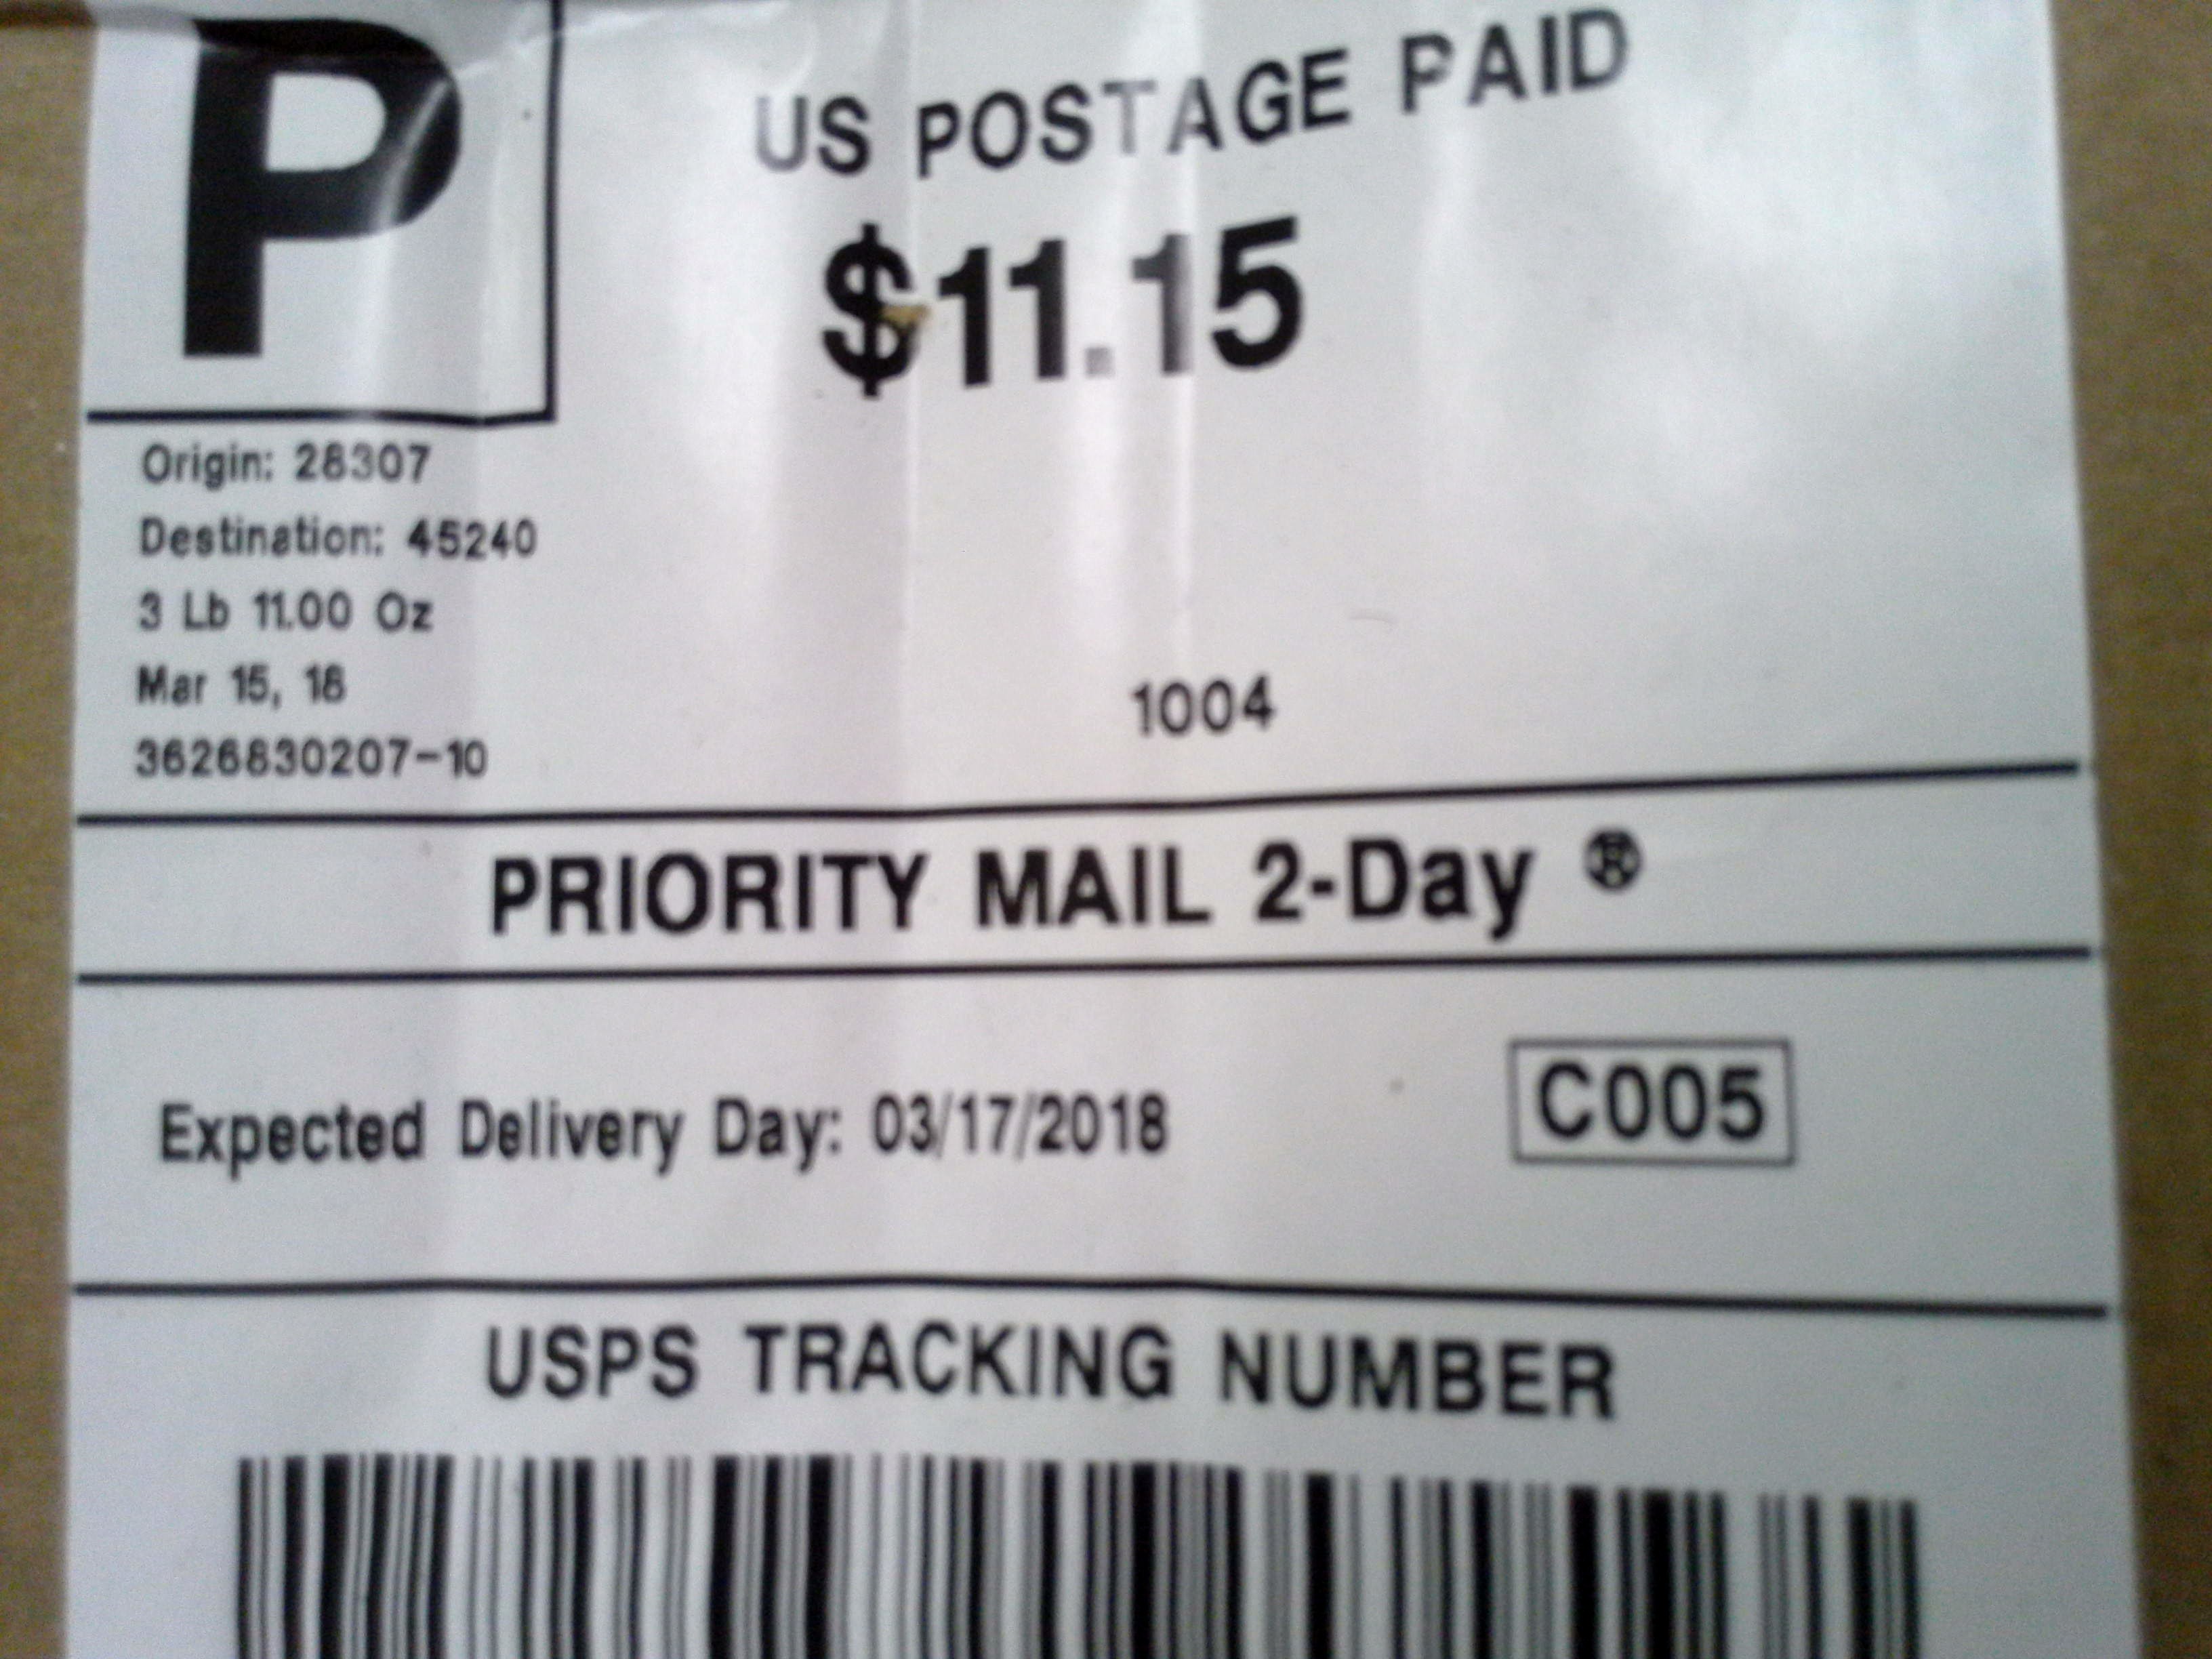 P
US POSTAGE PAID
$11.15
Origin: 28307
Destination: 45240
3 Lb 11.00 Oz
Mar 15, 18
3626830207-10
1004
PRIORITY MAIL 2-Day ®
Expected Delivery Day: 03/17/2018
C005
USPS TRACKING NUMBER